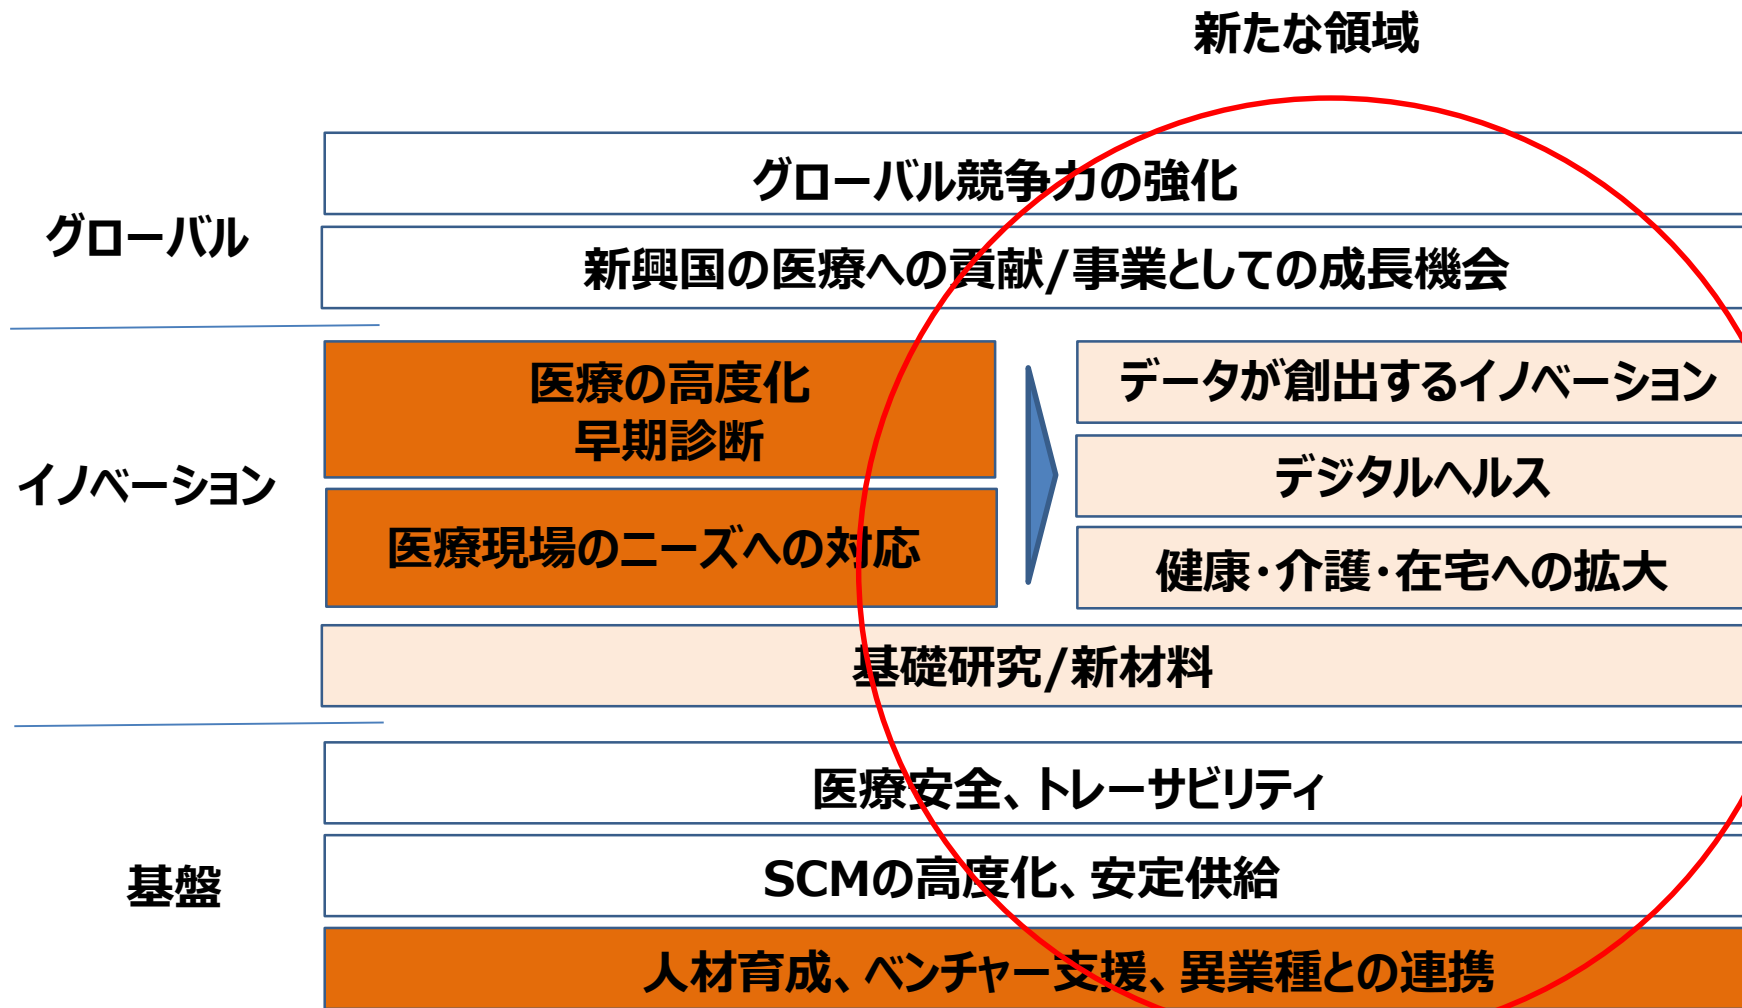 新たな領域
グローバル
グローバル競争力の強化
新興国の医療への貢献/事業としての成長機会
イノベーション
医療の高度化
早期診断
医療現場のニーズへの対応
データが創出するイノベーション
デジタルヘルス
健康・介護・在宅への拡大
基礎研究/新材料
基盤
医療安全、トレーサビリティ
SCMの高度化、安定供給
人材育成、ベンチャー支援、異業種との連携